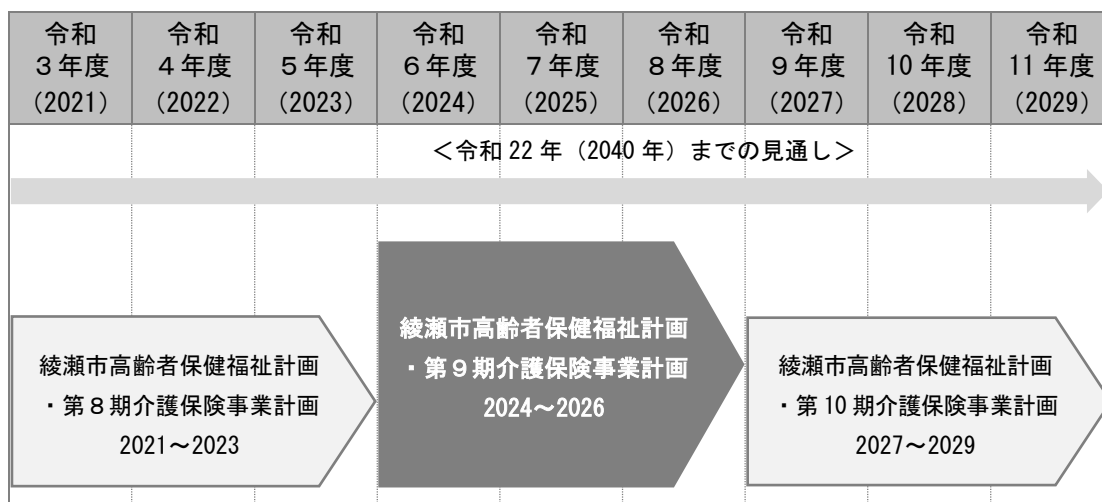 令和
3年度
(2021)
令和
4年度
(2022)
令和
5年度
(2023)
令和
6年度
(2024)
令和
7年度
(2025)
令和
8年度
(2026)
令和
9年度
(2027)
令和
10年度
(2028)
令和
11年度
(2029)
＜令和22年（2040年）までの見通し＞
綾瀬市高齢者保健福祉計画
・第8期介護保険事業計画
2021～2023
綾瀬市高齢者保健福祉計画
・第9期介護保険事業計画
2024～2026
綾瀬市高齢者保健福祉計画
・第10期介護保険事業計画
2027～2029